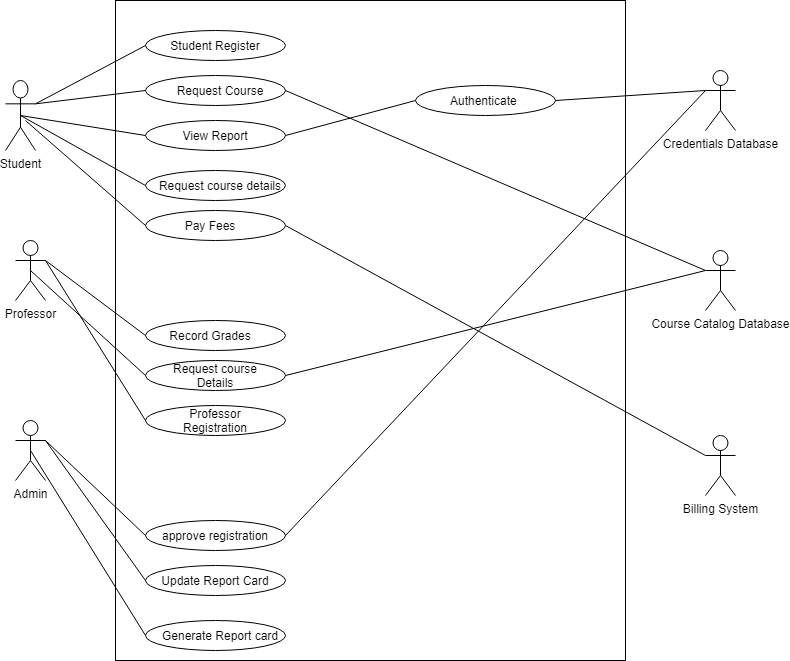 Student Register
Request Course
Authenticate
View Report
Credentials Database
Student
Request course details
Pay Fees
Professor
Course Catalog Database
Record Grades
Request course
Details
Professor
Registration
Admin
Billing System
approve registration
Update Report Card
Generate Report card